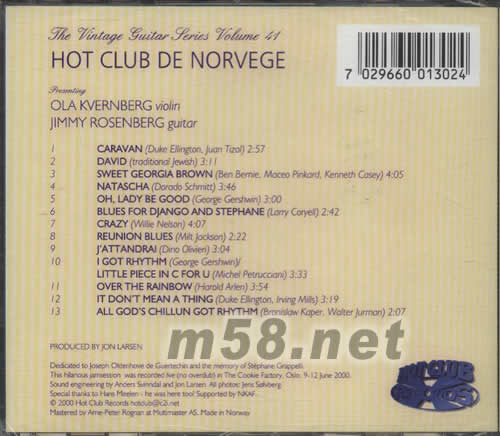 The Vintage Guitar Series Volume 41
HOT CLUB DE NORVEGE
7 029660 013024
Presenting
OLA KVERNBERG violin
JIMMY ROSENBERG guitar
1 CARAVAN (Duke Ellington, Juan Tizol) 2:57
2 DAVID (traditional Jewish) 3:11
3 SWEET GEORGIA BROWN (Ben Bernie, Maceo Pinkard, Kenneth Casey) 4:05
4 NATASCHA (Dorado Schmitt) 3:46
5 OH, LADY BE GOOD (George Gershwin) 3:00
6 BLUES FOR DJANGO AND STEPHANE (Larry Coryell) 2:42
7 CRAZY (Willie Nelson) 4:07
8 REUNION BLUES (Milt Jackson) 2:22
9 J'ATTANDRAI (Dino Olivieri) 3:04
10 I GOT RHYTHM (George Gershwin)/
LITTLE PIECE IN C FOR U (Michel Petrucciani) 3:33
11 OVER THE RAINBOW (Harold Arlen) 3:54
12 IT DON'T MEAN A THING (Duke Ellington, Irving Mills) 3:19
13 ALL GOD'S CHILLUN GOT RHYTHM (Bronislaw Kaper, Walter Jurman) 2:07
m58.net
PRODUCED BY JON LARSEN
Dedicated to Joseph Oldenhove de Guertechin and the memory of Stéphane Grappelli.
This hilarious jamsession was recorded live (no overdub!) in The Cookie Factory, Oslo, 9-12 June 2000.
Sound engineering by Anders Svinndal and Jon Larsen. All photos: Jens Sølvberg.
Special thanks to Hans Meelen - he was here too! Supported by NKAF.
© 2000 Hot Club Records hotclub@c2i.net
Mastered by Arne-Peter Rognan at Multimaster AS. Made in Norway
HOT CLUB
RECORDS